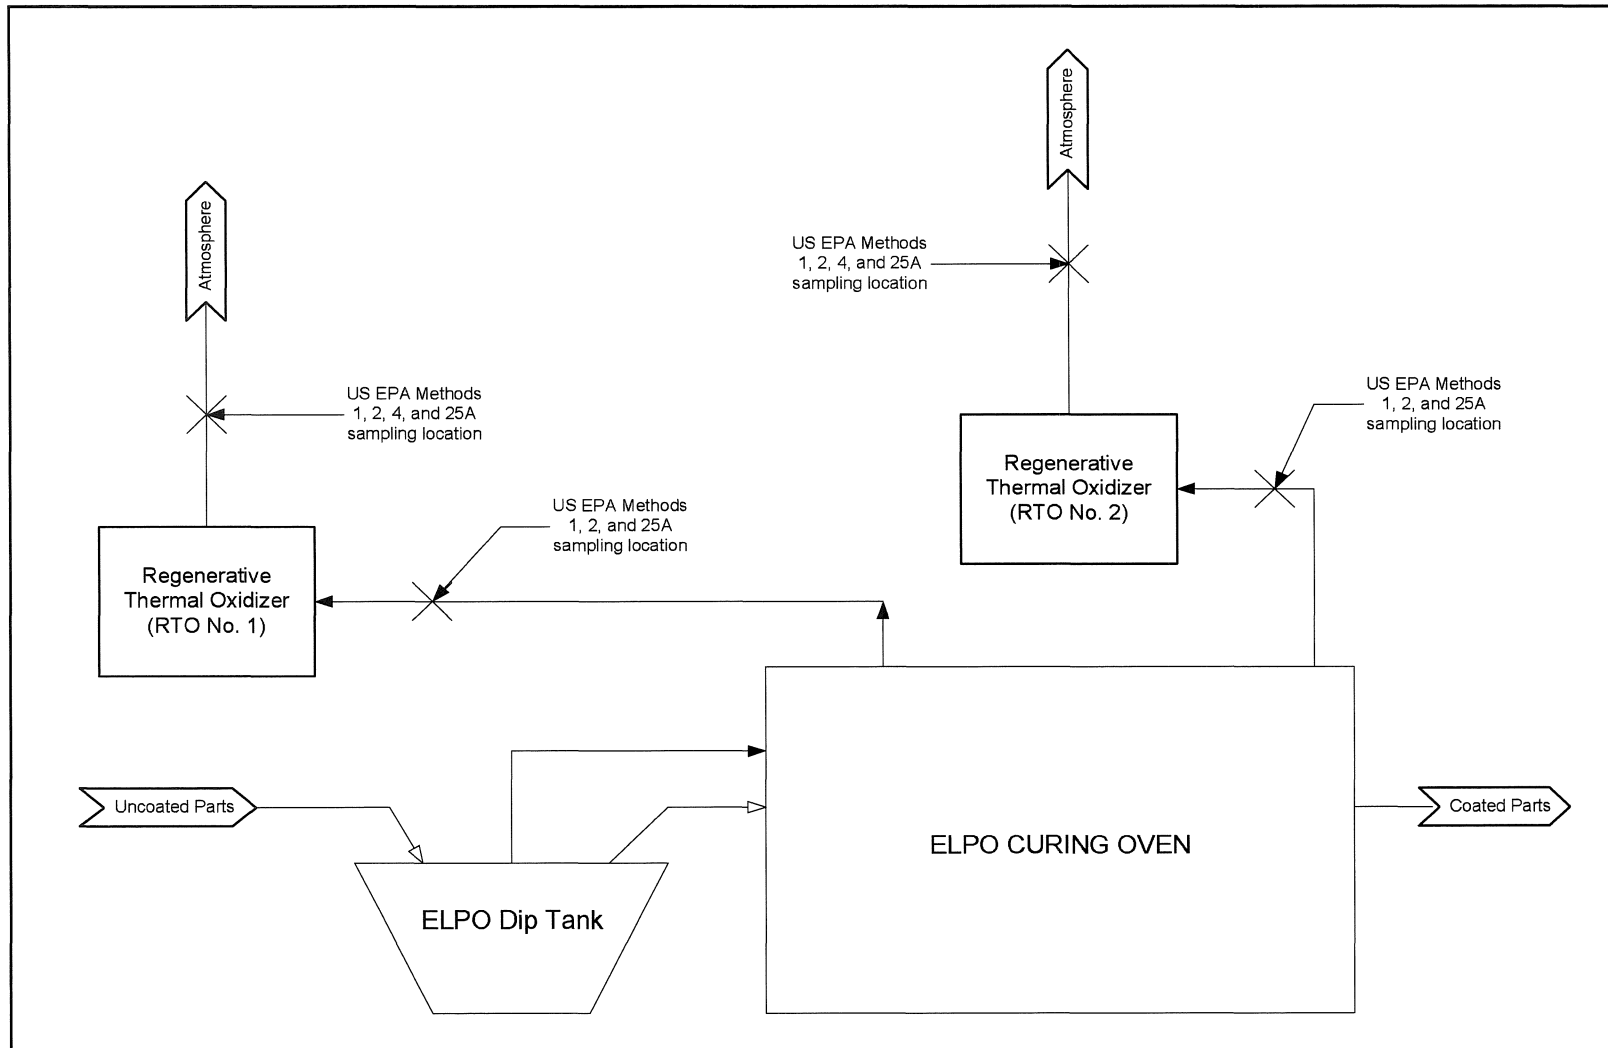 Atmosphere
Atmosphere
US EPA Methods
1, 2, 4, and 25A
sampling location
US EPA Methods
1, 2, 4, and 25A
sampling location
US EPA Methods
1, 2, and 25A
sampling location
Regenerative
Thermal Oxidizer
(RTO No. 2)
US EPA Methods
1, 2, and 25A
sampling location
Regenerative
Thermal Oxidizer
(RTO No. 1)
Uncoated Parts
Coated Parts
ELPO CURING OVEN
ELPO Dip Tank